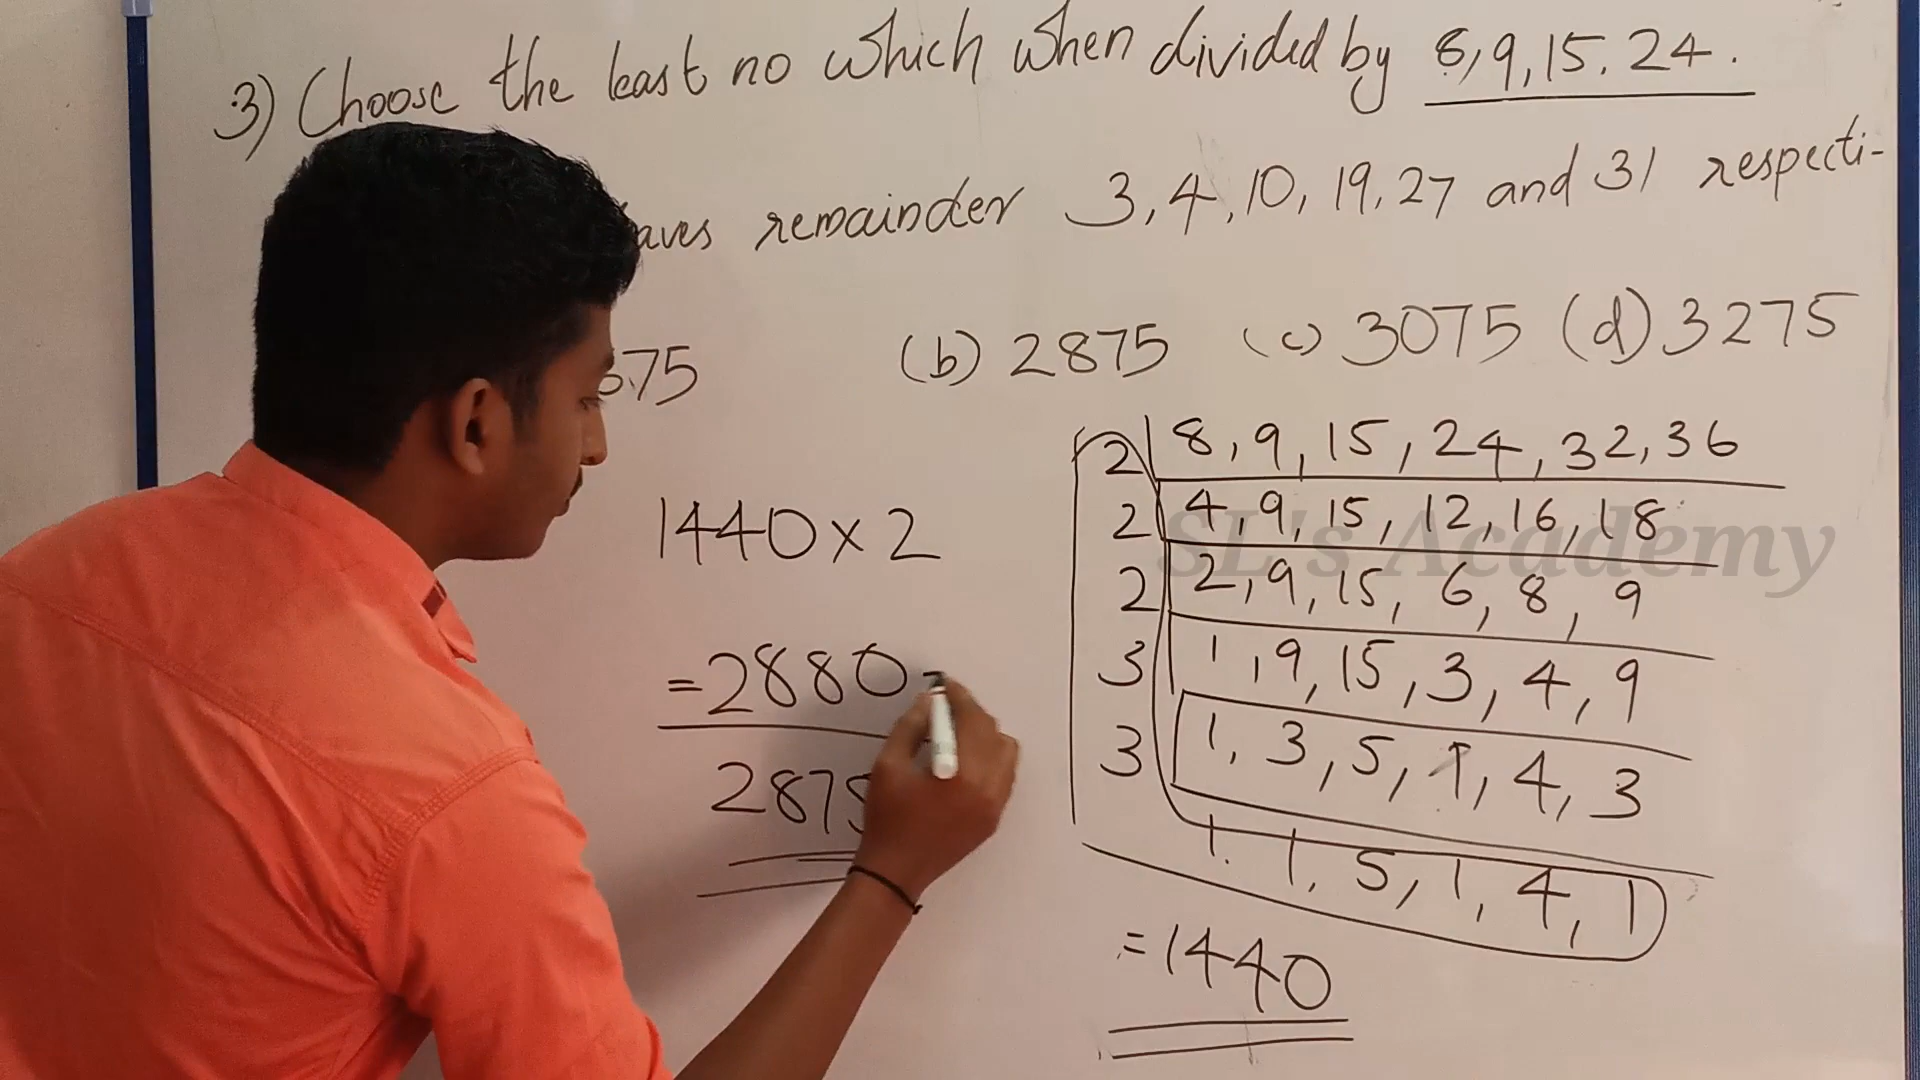 3) Choose the least no which when divided by 8, 9, 15, 24.
remainder 3, 4, 10, 19, 27 and 31 respecti-
(b) 2875 (c) 3075 (d) 3275
2 | 8, 9, 15, 24, 32, 36
2 | 4, 9, 15, 12, 16, 18
2 | 2, 9, 15, 6, 8, 9
3 | 1, 9, 15, 3, 4, 9
3 | 1, 3, 5, 1, 4, 3
1, 1, 5, 1, 4, 1
= 1440
1440 x 2
= 2880 -
2875
SL's Academy